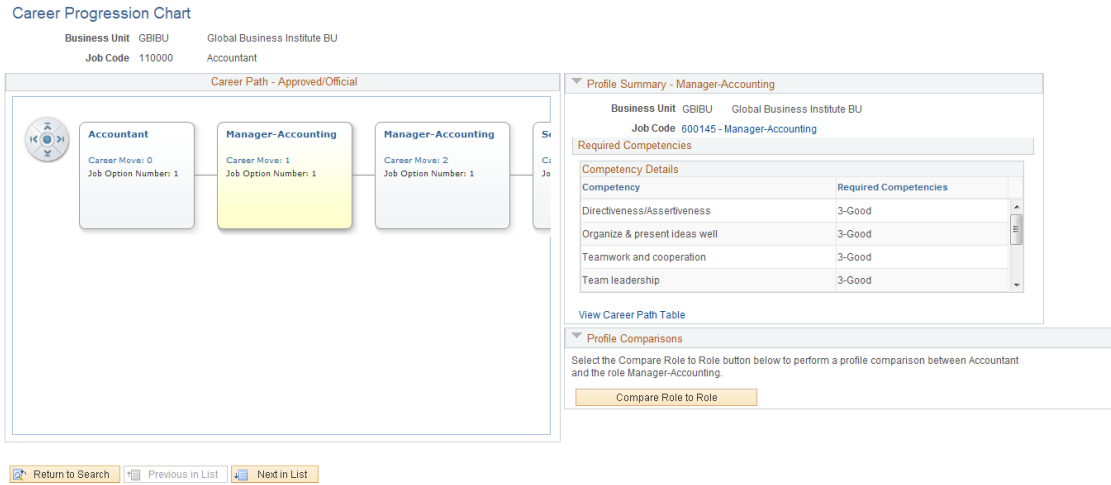 Career Progression Chart
Business Unit GBIBU Global Business Institute BU
Job Code 110000 Accountant
Career Path - Approved/Official
Accountant
Career Move: 0
Job Option Number: 1
Manager-Accounting
Career Move: 1
Job Option Number: 1
Manager-Accounting
Career Move: 2
Job Option Number: 1
Se
Ca
Jo
Profile Summary - Manager-Accounting
Business Unit GBIBU Global Business Institute BU
Job Code 600145 - Manager-Accounting
Required Competencies
Competency Details
Competency Required Competencies
Directiveness/Assertiveness 3-Good
Organize & present ideas well 3-Good
Teamwork and cooperation 3-Good
Team leadership 3-Good
View Career Path Table
Profile Comparisons
Select the Compare Role to Role button below to perform a profile comparison between Accountant
and the role Manager-Accounting.
Compare Role to Role
Return to Search Previous in List Next in List